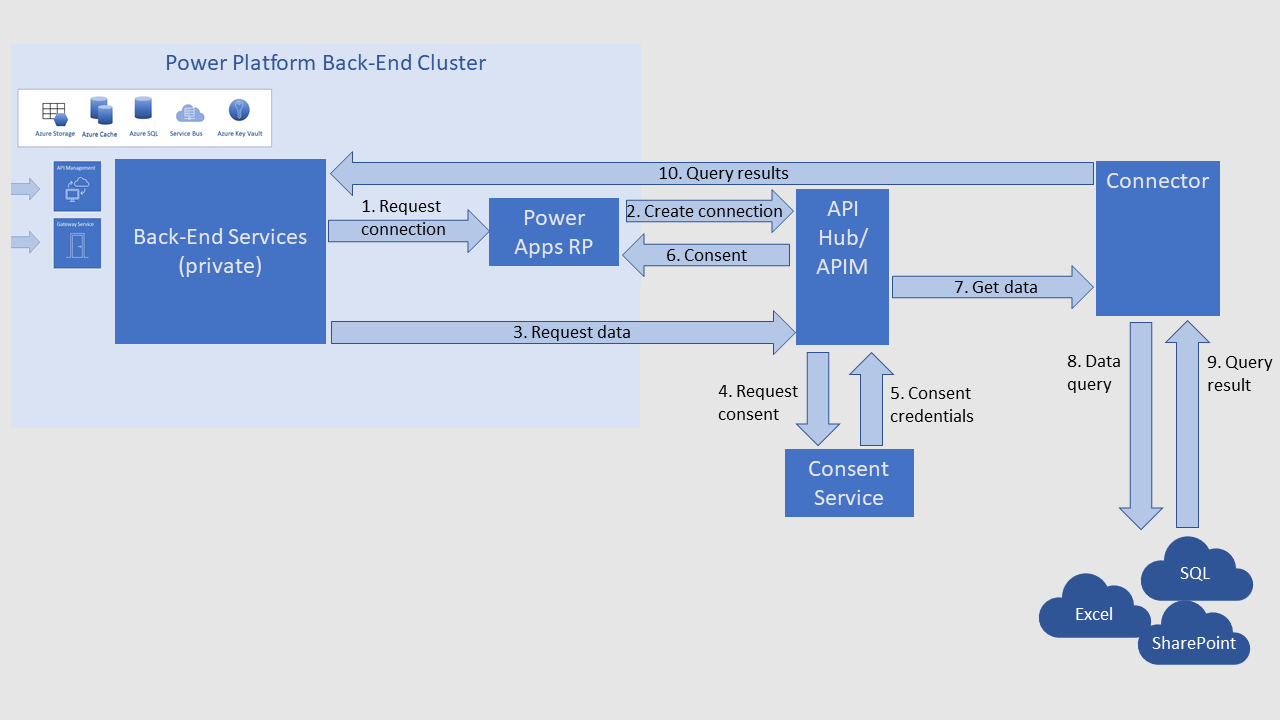 Power Platform Back-End Cluster
Azure Storage
Azure Cache
Azure SQL
Service Bus
Azure Key Vault
API Management
Gateway Service
Back-End Services
(private)
1. Request
connection
Power
Apps RP
2. Create connection
6. Consent
3. Request data
10. Query results
API
Hub/
APIM
7. Get data
Connector
4. Request
consent
5. Consent
credentials
Consent
Service
8. Data
query
9. Query
result
SQL
Excel
SharePoint